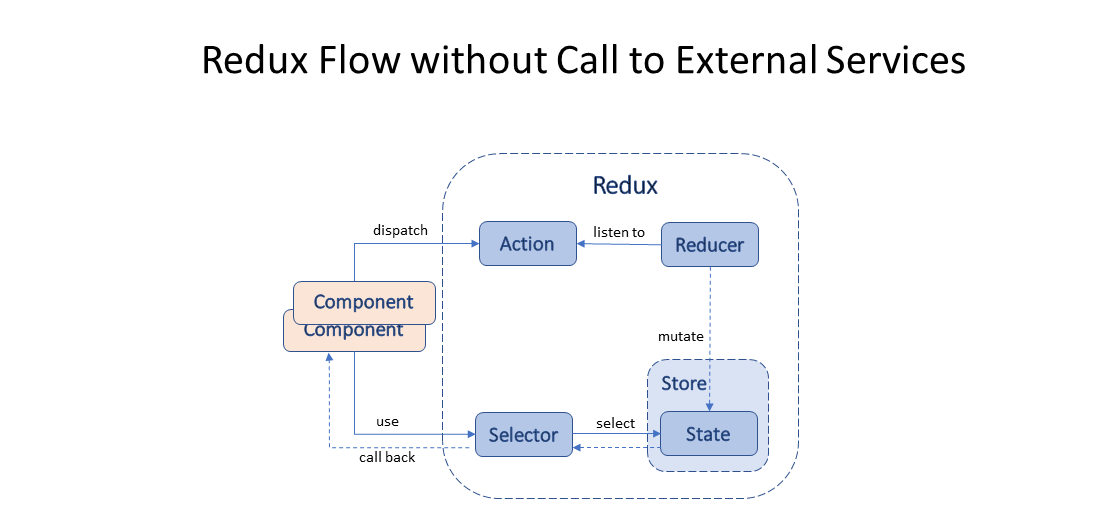 Redux Flow without Call to External Services
Redux
dispatch
Action
listen to
Reducer
Component
Component
mutate
Store
use
Selector
select
State
call back